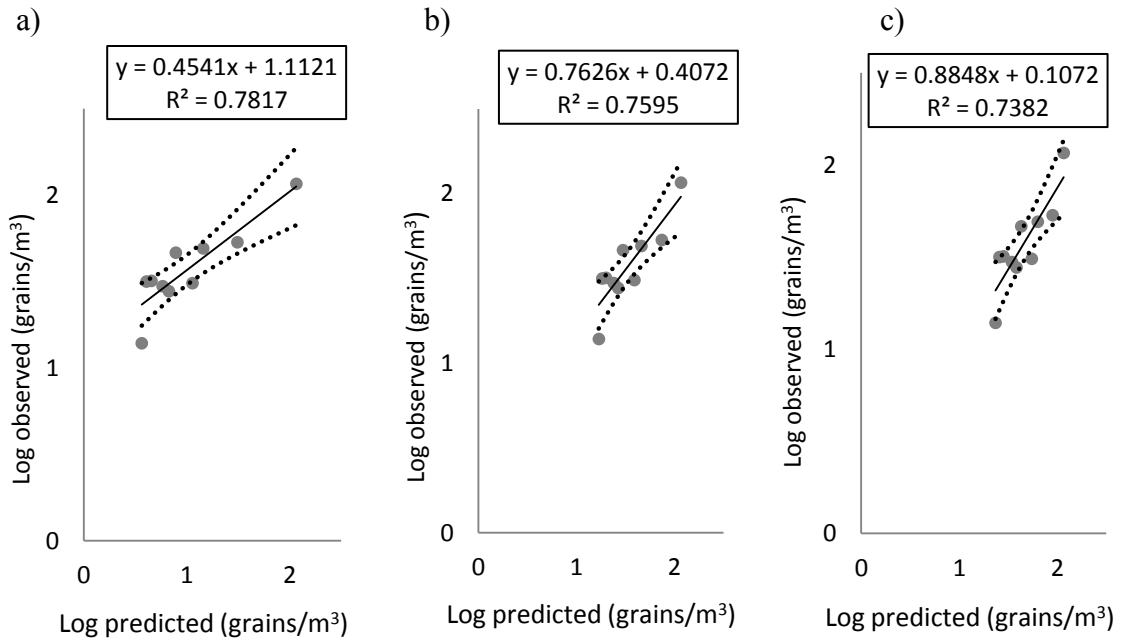 a)
y = 0.4541x + 1.1121
R² = 0.7817
2
1
0
0 1 2
Log observed (grains/m³)
Log predicted (grains/m³)
b)
y = 0.7626x + 0.4072
R² = 0.7595
2
1
0
0 1 2
Log observed (grains/m³)
Log predicted (grains/m³)
c)
y = 0.8848x + 0.1072
R² = 0.7382
2
1
0
0 1 2
Log observed (grains/m³)
Log predicted (grains/m³)